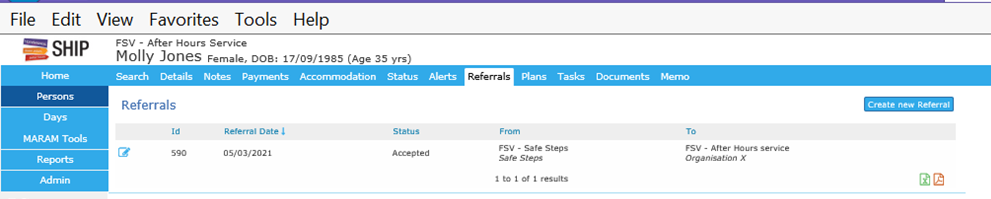 File Edit View Favorites Tools Help
SHIP
FSV - After Hours Service
Molly Jones Female, DOB: 17/09/1985 (Age 35 yrs)
Home
Persons
Days
MARAM Tools
Reports
Admin
Search Details Notes Payments Accommodation Status Alerts Referrals Plans Tasks Documents Memo
Referrals
Create new Referral
Id Referral Date ↓ Status From To
590 05/03/2021 Accepted FSV - Safe Steps FSV - After Hours service
Safe Steps Organisation X
1 to 1 of 1 results